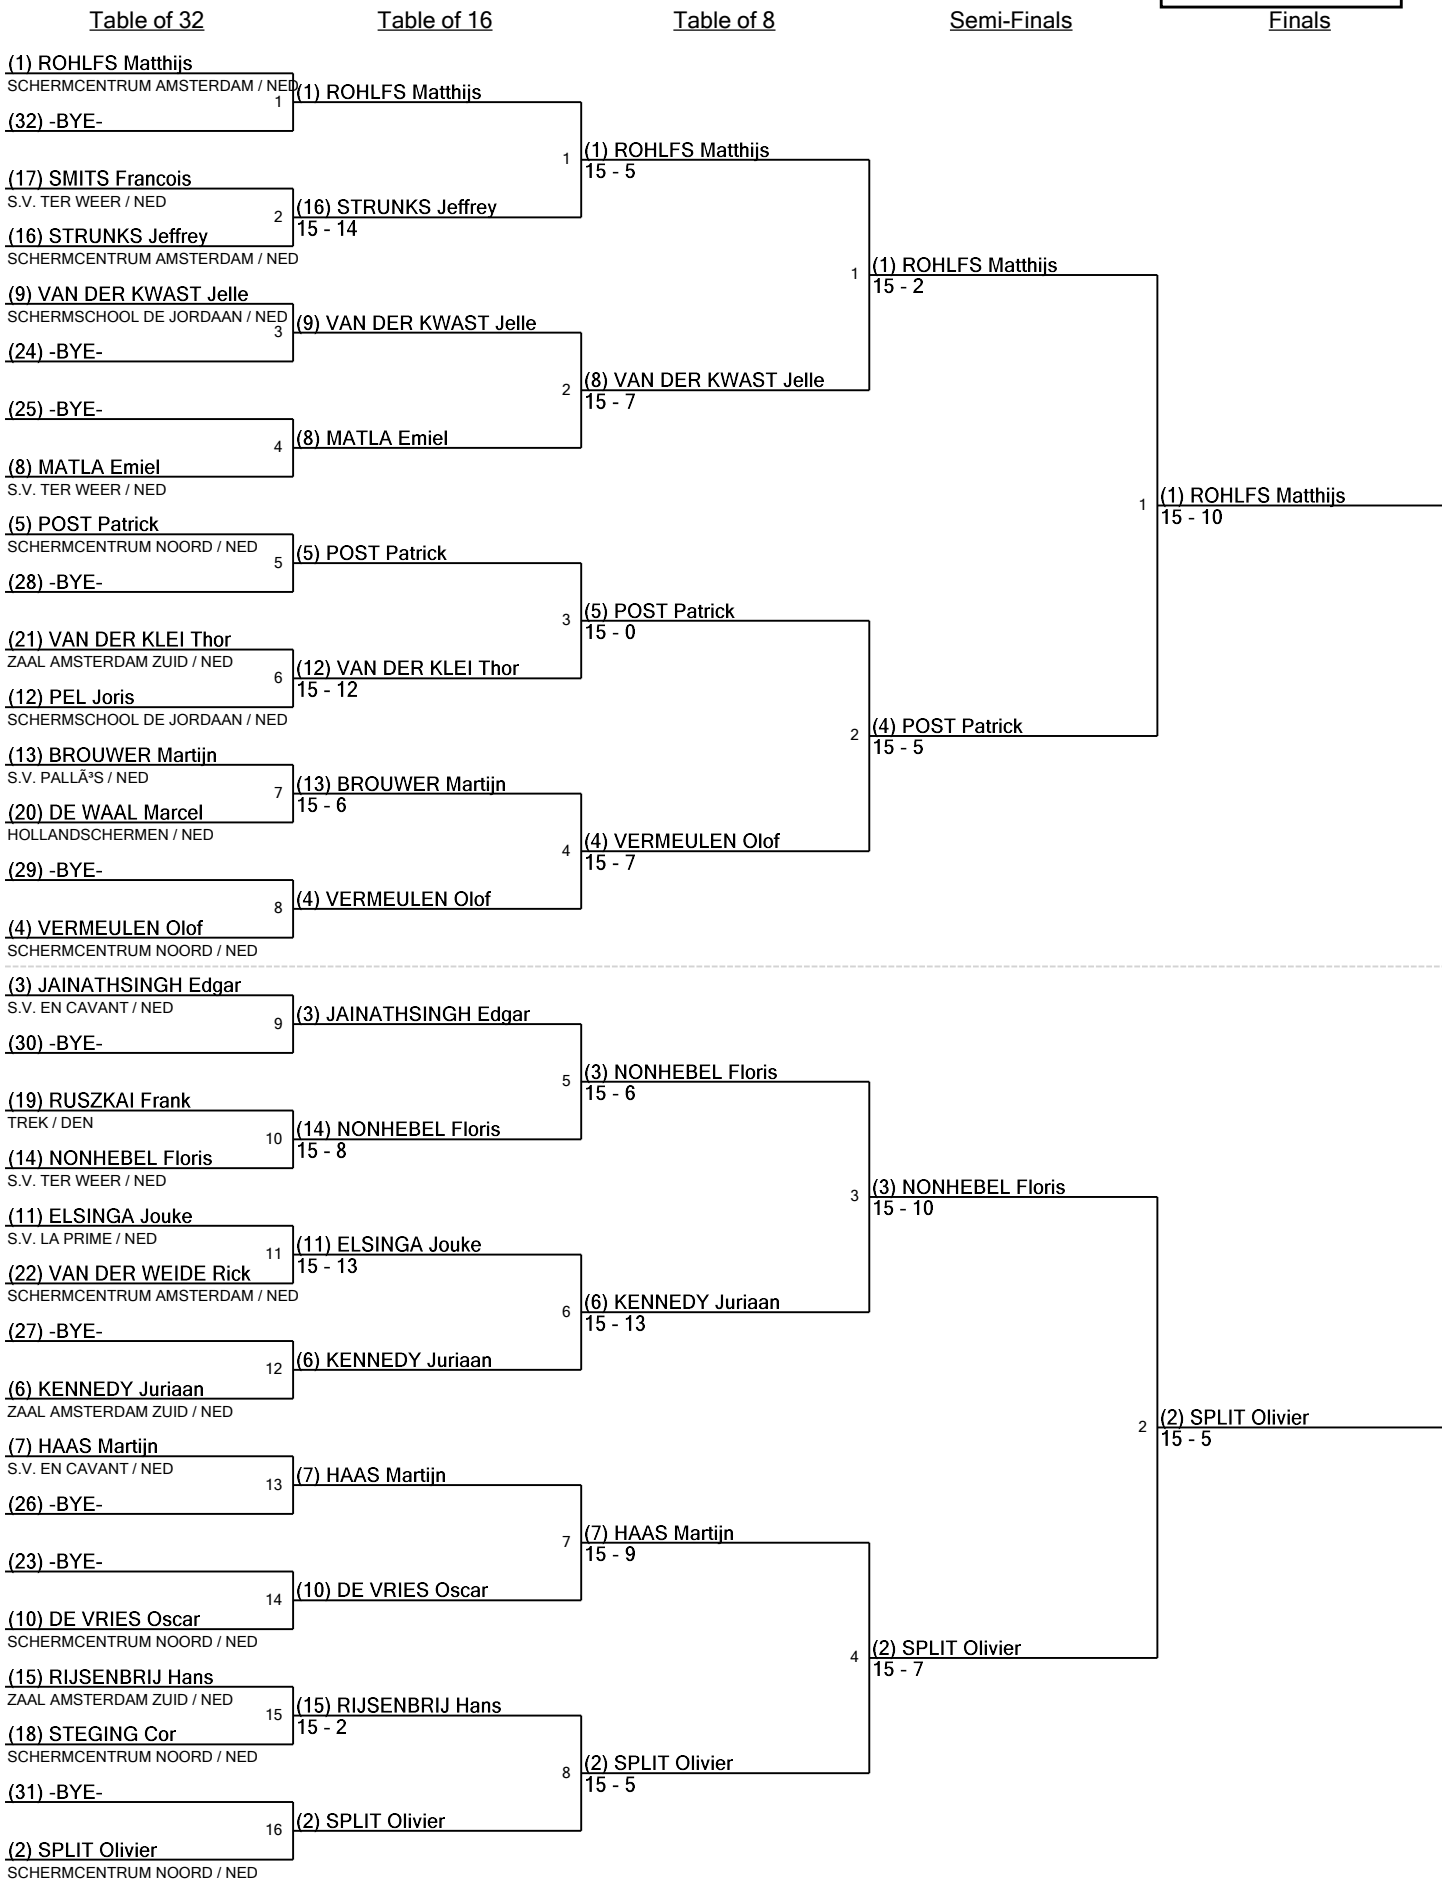 Table of 32
Table of 16
Table of 8
Semi-Finals
Finals
(1) ROHLFS Matthijs
SCHERMCENTRUM AMSTERDAM / NED
1
(32) -BYE-
(17) SMITS Francois
S.V. TER WEER / NED
2
(16) STRUNKS Jeffrey
SCHERMCENTRUM AMSTERDAM / NED
(9) VAN DER KWAST Jelle
SCHERMSCHOOL DE JORDAAN / NED
3
(24) -BYE-
(25) -BYE-
4
(8) MATLA Emiel
S.V. TER WEER / NED
(5) POST Patrick
SCHERMCENTRUM NOORD / NED
5
(28) -BYE-
(21) VAN DER KLEI Thor
ZAAL AMSTERDAM ZUID / NED
6
(12) PEL Joris
SCHERMSCHOOL DE JORDAAN / NED
(13) BROUWER Martijn
S.V. PALLÃ³S / NED
7
(20) DE WAAL Marcel
HOLLANDSCHERMEN / NED
(29) -BYE-
8
(4) VERMEULEN Olof
SCHERMCENTRUM NOORD / NED
(3) JAINATHSINGH Edgar
S.V. EN CAVANT / NED
9
(30) -BYE-
(19) RUSZKAI Frank
TREK / DEN
10
(14) NONHEBEL Floris
S.V. TER WEER / NED
(11) ELSINGA Jouke
S.V. LA PRIME / NED
11
(22) VAN DER WEIDE Rick
SCHERMCENTRUM AMSTERDAM / NED
(27) -BYE-
12
(6) KENNEDY Juriaan
ZAAL AMSTERDAM ZUID / NED
(7) HAAS Martijn
S.V. EN CAVANT / NED
13
(26) -BYE-
(23) -BYE-
14
(10) DE VRIES Oscar
SCHERMCENTRUM NOORD / NED
(15) RIJSENBRIJ Hans
ZAAL AMSTERDAM ZUID / NED
15
(18) STEGING Cor
SCHERMCENTRUM NOORD / NED
(31) -BYE-
16
(2) SPLIT Olivier
SCHERMCENTRUM NOORD / NED
(1) ROHLFS Matthijs
1
(16) STRUNKS Jeffrey
15 - 14
(9) VAN DER KWAST Jelle
2
(8) MATLA Emiel
(5) POST Patrick
3
(12) VAN DER KLEI Thor
15 - 12
(13) BROUWER Martijn
15 - 6
4
(4) VERMEULEN Olof
(3) JAINATHSINGH Edgar
5
(14) NONHEBEL Floris
15 - 8
(11) ELSINGA Jouke
15 - 13
6
(6) KENNEDY Juriaan
(7) HAAS Martijn
7
(10) DE VRIES Oscar
(15) RIJSENBRIJ Hans
15 - 2
8
(2) SPLIT Olivier
(1) ROHLFS Matthijs
15 - 5
1
(8) VAN DER KWAST Jelle
15 - 7
(5) POST Patrick
15 - 0
2
(4) VERMEULEN Olof
15 - 7
(3) NONHEBEL Floris
15 - 6
3
(6) KENNEDY Juriaan
15 - 13
(7) HAAS Martijn
15 - 9
4
(2) SPLIT Olivier
15 - 5
(1) ROHLFS Matthijs
15 - 2
1
(4) POST Patrick
15 - 5
(3) NONHEBEL Floris
15 - 10
2
(2) SPLIT Olivier
15 - 7
(1) ROHLFS Matthijs
15 - 10
(2) SPLIT Olivier
15 - 5